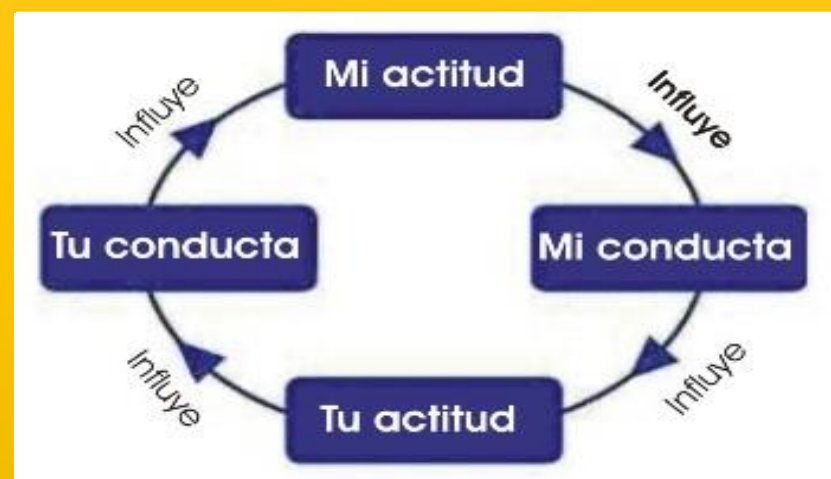 Mi actitud
Influye
Influye
Tu conducta
Mi conducta
Influye
Influye
Tu actitud